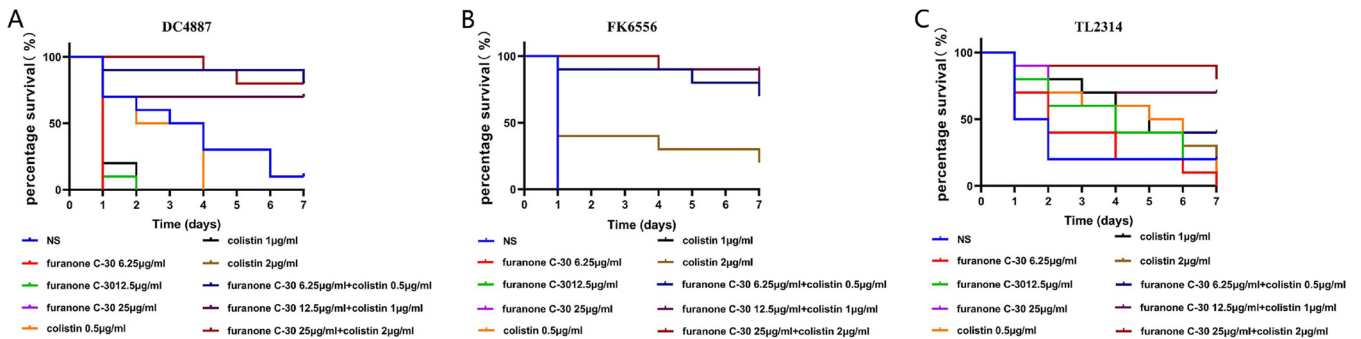 A
DC4887
percentage survival( %)
100
50
0
0 1 2 3 4 5 6 7
Time (days)
NS
furanone C-30 6.25μg/ml
furanone C-3012.5μg/ml
furanone C-30 25μg/ml
colistin 0.5μg/ml
colistin 1μg/ml
colistin 2μg/ml
furanone C-30 6.25μg/ml+colistin 0.5μg/ml
furanone C-30 12.5μg/ml+colistin 1μg/ml
furanone C-30 25μg/ml+colistin 2μg/ml
B
FK6556
percentage survival( %)
100
50
0
0 1 2 3 4 5 6 7
Time (days)
NS
furanone C-30 6.25μg/ml
furanone C-3012.5μg/ml
furanone C-30 25μg/ml
colistin 0.5μg/ml
colistin 1μg/ml
colistin 2μg/ml
furanone C-30 6.25μg/ml+colistin 0.5μg/ml
furanone C-30 12.5μg/ml+colistin 1μg/ml
furanone C-30 25μg/ml+colistin 2μg/ml
C
TL2314
percentage survival( %)
100
50
0
0 1 2 3 4 5 6 7
Time (days)
NS
furanone C-30 6.25μg/ml
furanone C-3012.5μg/ml
furanone C-30 25μg/ml
colistin 0.5μg/ml
colistin 1μg/ml
colistin 2μg/ml
furanone C-30 6.25μg/ml+colistin 0.5μg/ml
furanone C-30 12.5μg/ml+colistin 1μg/ml
furanone C-30 25μg/ml+colistin 2μg/ml